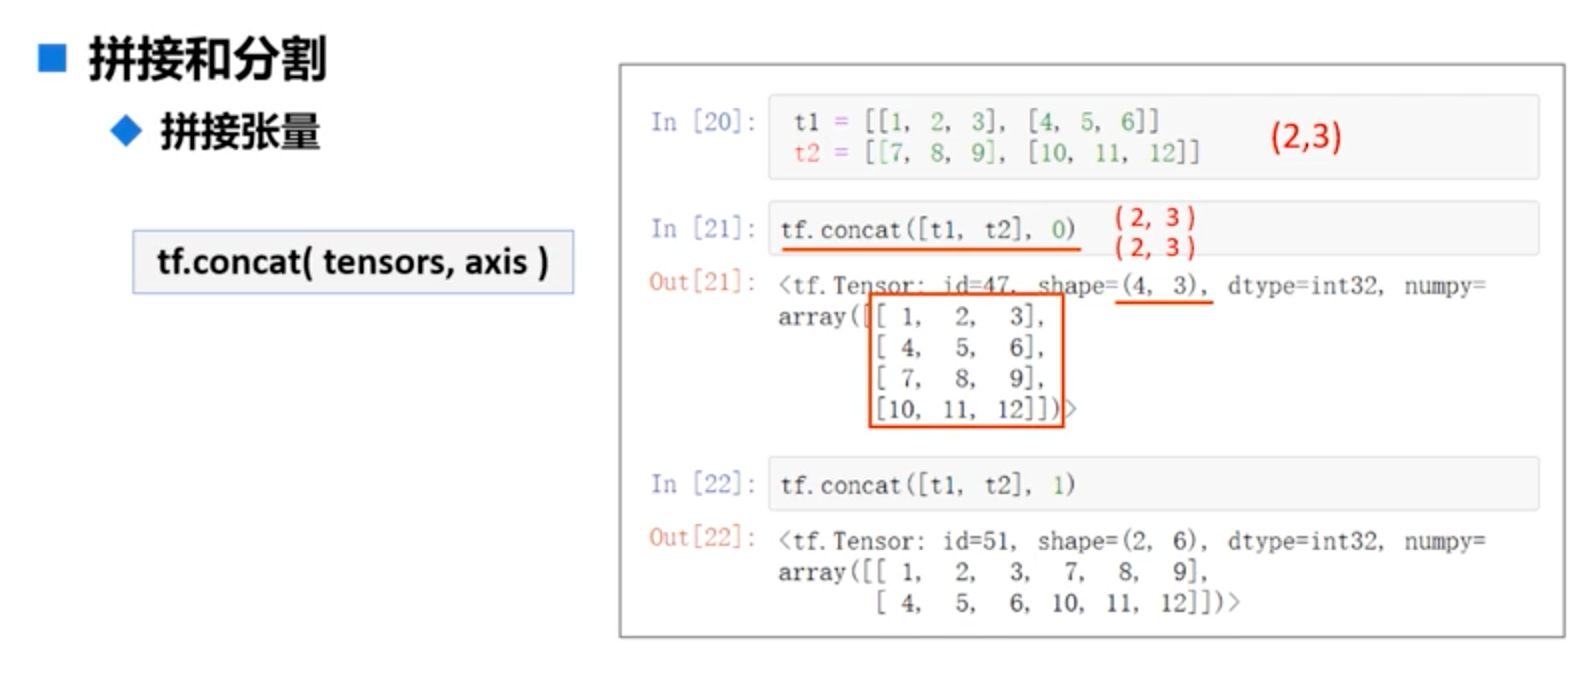 拼接和分割
拼接张量
tf.concat( tensors, axis )
In [20]: t1 = [[1, 2, 3], [4, 5, 6]]
t2 = [[7, 8, 9], [10, 11, 12]]
(2,3)
In [21]: tf.concat([t1, t2], 0)
( 2, 3 )
( 2, 3 )
Out[21]: <tf.Tensor: id=47, shape=(4, 3), dtype=int32, numpy=
array([[ 1, 2, 3],
[ 4, 5, 6],
[ 7, 8, 9],
[10, 11, 12]])>
In [22]: tf.concat([t1, t2], 1)
Out[22]: <tf.Tensor: id=51, shape=(2, 6), dtype=int32, numpy=
array([[ 1, 2, 3, 7, 8, 9],
[ 4, 5, 6, 10, 11, 12]])>